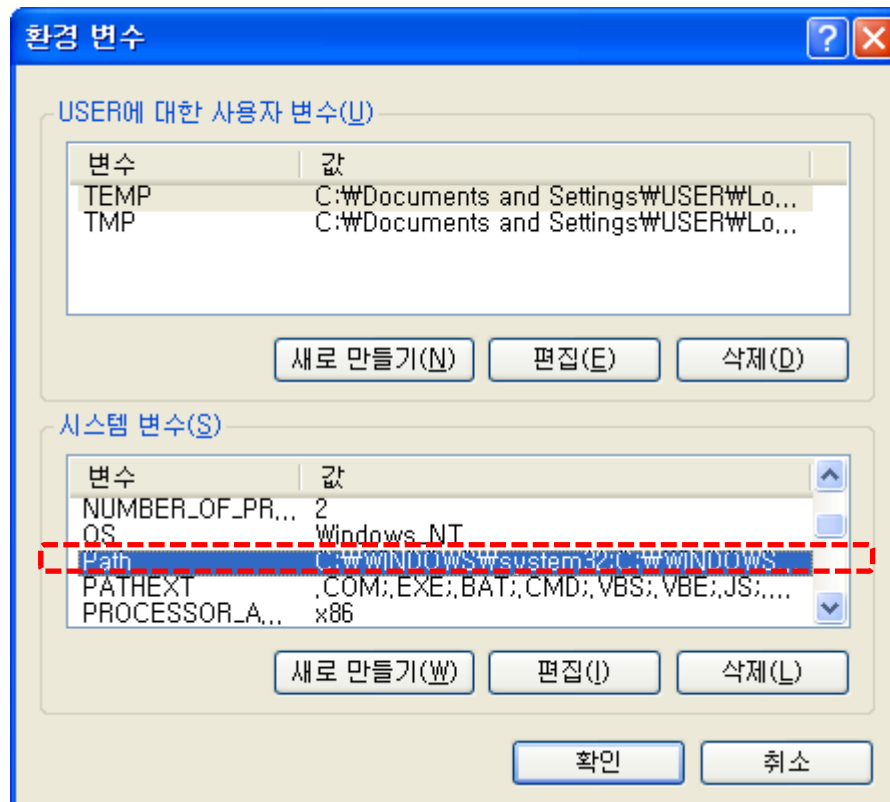 환경 변수
USER에 대한 사용자 변수(U)
변수 값
TEMP C:₩Documents and Settings₩USER₩Lo,,,
TMP C:₩Documents and Settings₩USER₩Lo,,,
새로 만들기(N) 편집(E) 삭제(D)
시스템 변수(S)
변수 값
NUMBER_OF_PR,,, 2
OS Windows_NT
Path C:₩WINDOWS₩system32;C:₩WINDOWS
PATHEXT ,COM;,EXE;,BAT;,CMD;,VBS;,VBE;,JS;,,,,
PROCESSOR_A,,, x86
새로 만들기(W) 편집(I) 삭제(L)
확인 취소